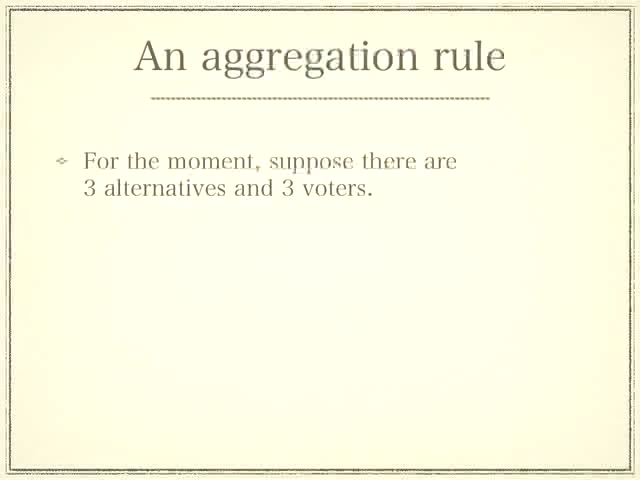 An aggregation rule
For the moment, suppose there are
3 alternatives and 3 voters.